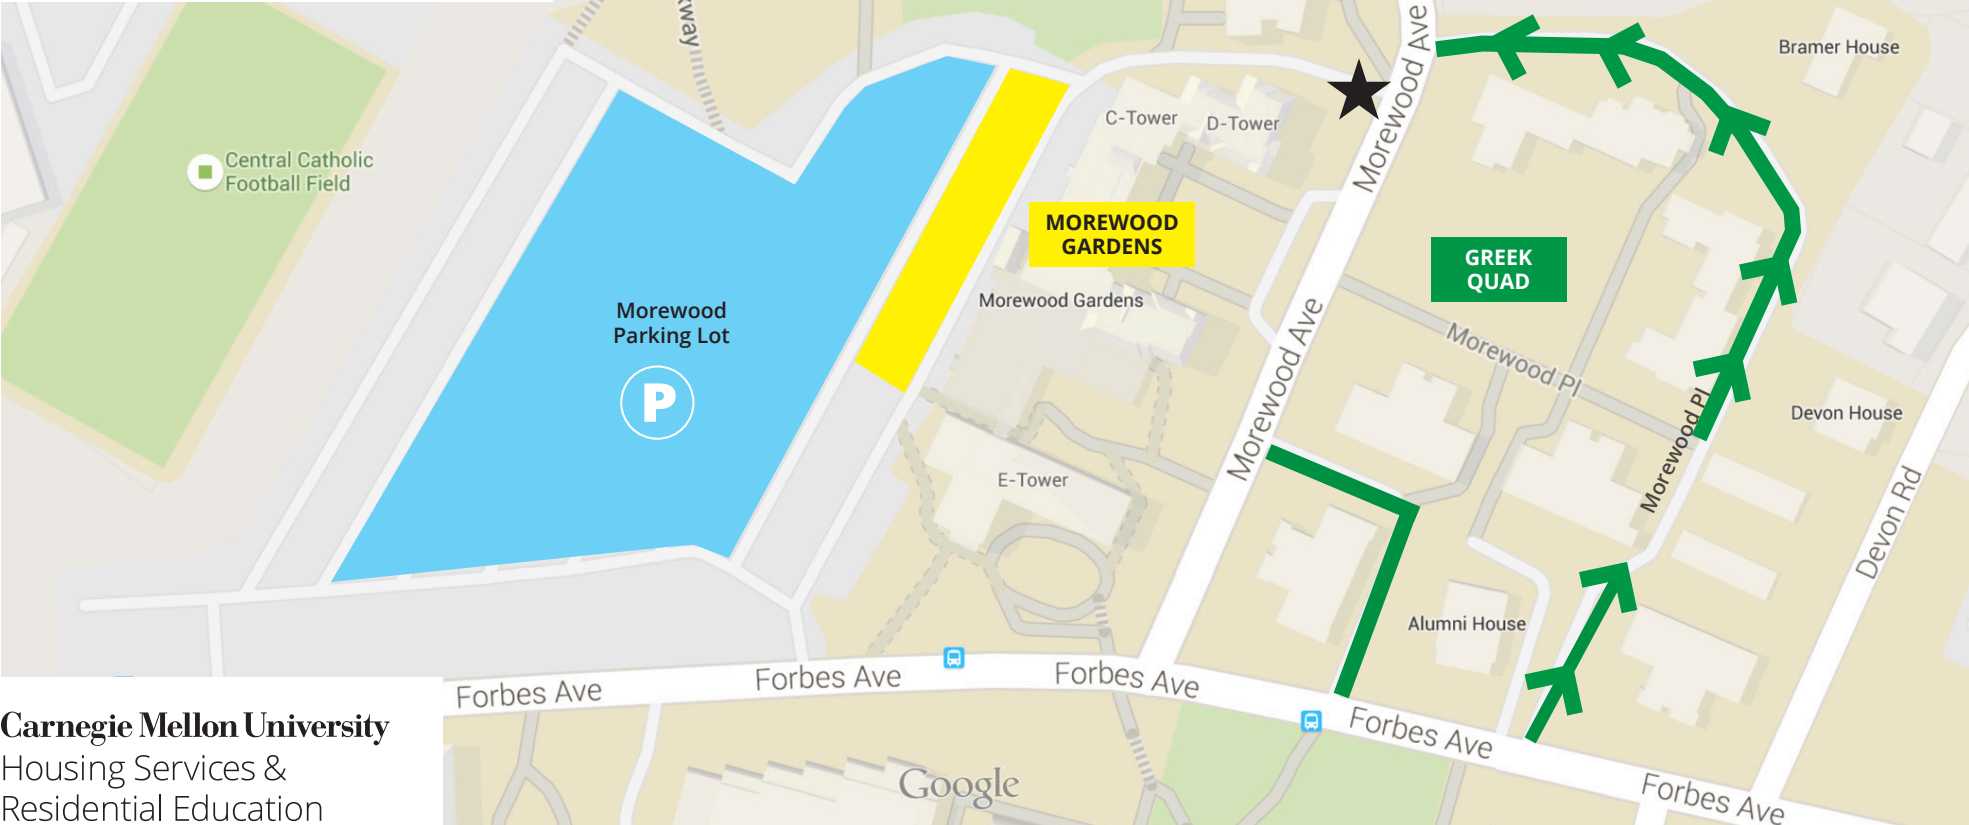 kway
Morewood Ave
Bramer House
C-Tower
D-Tower
Central Catholic
Football Field
MOREWOOD
GARDENS
GREEK
QUAD
Morewood
Parking Lot
P
Morewood Gardens
Morewood Ave
Morewood Pl
Morewood Pl
Devon House
E-Tower
Devon Rd
Alumni House
Forbes Ave
Forbes Ave
Forbes Ave
Forbes Ave
Forbes Ave
Google
Carnegie Mellon University
Housing Services &
Residential Education